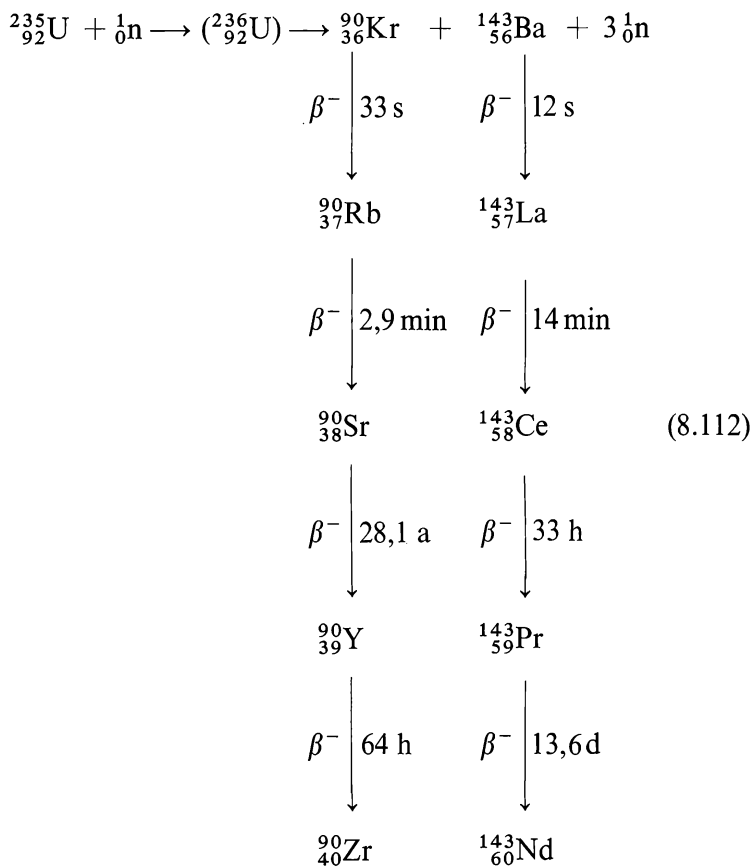 ²³⁵₉₂U + ¹₀n ⟶ (²³⁶₉₂U) ⟶ ⁹⁰₃₆Kr + ¹⁴³₅₆Ba + 3 ¹₀n
β⁻ 33 s β⁻ 12 s
⁹⁰₃₇Rb ¹⁴³₅₇La
β⁻ 2,9 min β⁻ 14 min
⁹⁰₃₈Sr ¹⁴³₅₈Ce (8.112)
β⁻ 28,1 a β⁻ 33 h
⁹⁰₃₉Y ¹⁴³₅₉Pr
β⁻ 64 h β⁻ 13,6 d
⁹⁰₄₀Zr ¹⁴³₆₀Nd